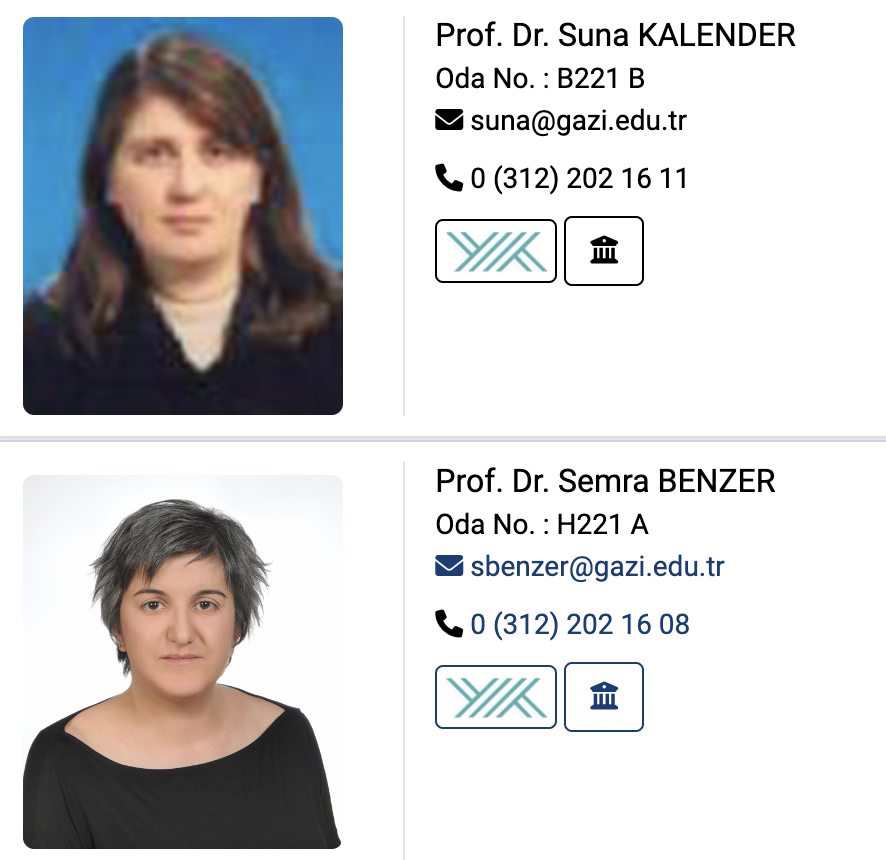 Prof. Dr. Suna KALENDER
Oda No. : B221 B
suna@gazi.edu.tr
0 (312) 202 16 11
Prof. Dr. Semra BENZER
Oda No. : H221 A
sbenzer@gazi.edu.tr
0 (312) 202 16 08